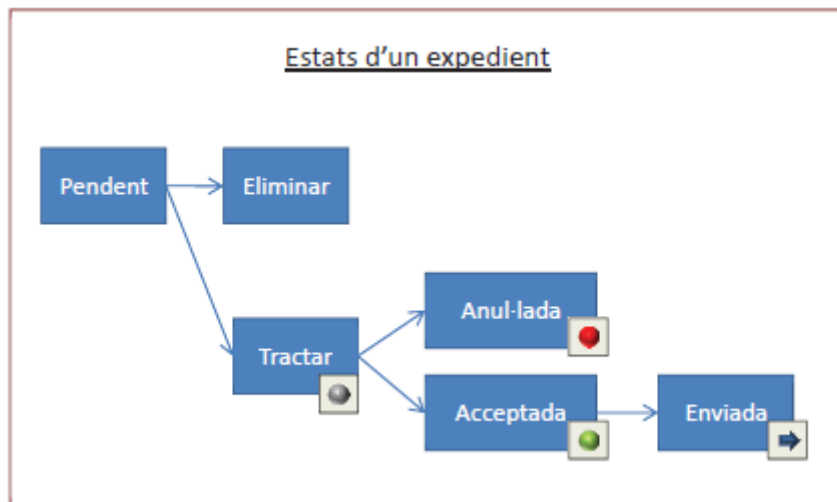 Estats d'un expedient
Pendent
Eliminar
Tractar
Anul·lada
Acceptada
Enviada